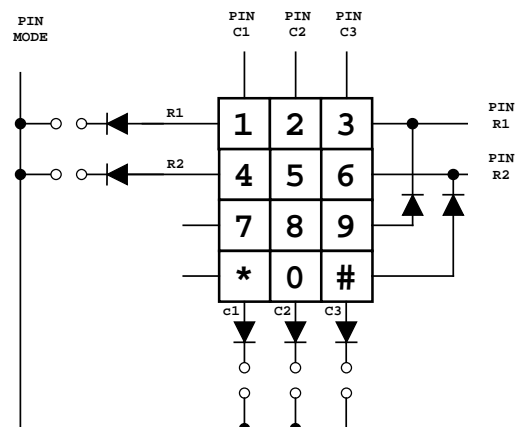 PIN
MODE
PIN
C1
PIN
C2
PIN
C3
R1
R2
1 2 3
4 5 6
7 8 9
* 0 #
PIN
R1
PIN
R2
c1
C2
C3